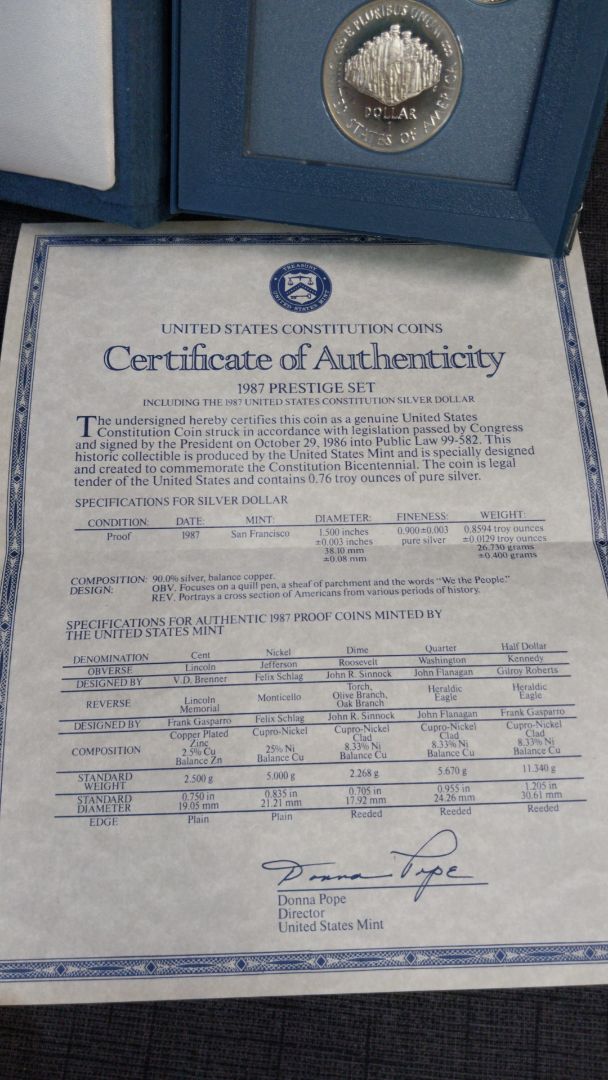 E PLURIBUS UNUM
DOLLAR
STATES OF AMERICA
TREASURY
UNITED STATES MINT
UNITED STATES CONSTITUTION COINS
Certificate of Authenticity
1987 PRESTIGE SET
INCLUDING THE 1987 UNITED STATES CONSTITUTION SILVER DOLLAR
The undersigned hereby certifies this coin as a genuine United States
Constitution Coin struck in accordance with legislation passed by Congress
and signed by the President on October 29, 1986 into Public Law 99-582. This
historic collectible is produced by the United States Mint and is specially designed
and created to commemorate the Constitution Bicentennial. The coin is legal
tender of the United States and contains 0.76 troy ounces of pure silver.
SPECIFICATIONS FOR SILVER DOLLAR
CONDITION: DATE: MINT: DIAMETER: FINENESS: WEIGHT:
Proof 1987 San Francisco 1.500 inches 0.900±0.003 0.8594 troy ounces
±0.003 inches pure silver ±0.0129 troy ounces
38.10 mm 26.730 grams
±0.08 mm ±0.400 grams
COMPOSITION: 90.0% silver, balance copper.
DESIGN: OBV. Focuses on a quill pen, a sheaf of parchment and the words "We the People."
REV. Portrays a cross section of Americans from various periods of history.
SPECIFICATIONS FOR AUTHENTIC 1987 PROOF COINS MINTED BY
THE UNITED STATES MINT
DENOMINATION Cent Nickel Dime Quarter Half Dollar
OBVERSE Lincoln Jefferson Roosevelt Washington Kennedy
DESIGNED BY V.D. Brenner Felix Schlag John R. Sinnock John Flanagan Gilroy Roberts
REVERSE Lincoln Memorial Monticello Torch, Olive Branch, Oak Branch Heraldic Eagle Heraldic Eagle
DESIGNED BY Frank Gasparro Felix Schlag John R. Sinnock John Flanagan Frank Gasparro
COMPOSITION Copper Plated Zinc 2.5% Cu Balance Zn Cupro-Nickel 25% Ni Balance Cu Cupro-Nickel Clad 8.33% Ni Balance Cu Cupro-Nickel Clad 8.33% Ni Balance Cu Cupro-Nickel Clad 8.33% Ni Balance Cu
STANDARD WEIGHT 2.500 g 5.000 g 2.268 g 5.670 g 11.340 g
STANDARD DIAMETER 0.750 in 19.05 mm 0.835 in 21.21 mm 0.705 in 17.92 mm 0.955 in 24.26 mm 1.205 in 30.61 mm
EDGE Plain Plain Reeded Reeded Reeded
Donna Pope
Donna Pope
Director
United States Mint